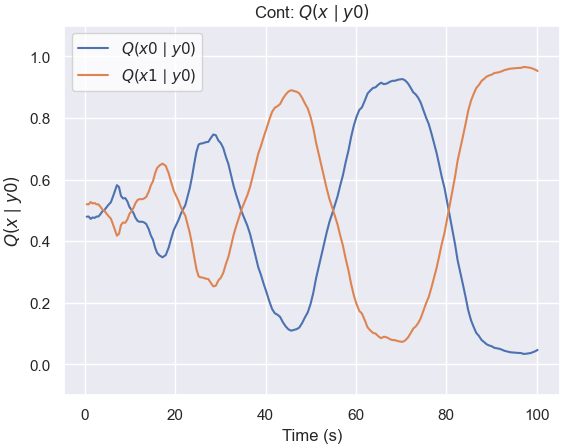 Cont: Q(x | y0)
Q(x0 | y0)
Q(x1 | y0)
Q(x | y0)
1.0
0.8
0.6
0.4
0.2
0.0
0 20 40 60 80 100
Time (s)